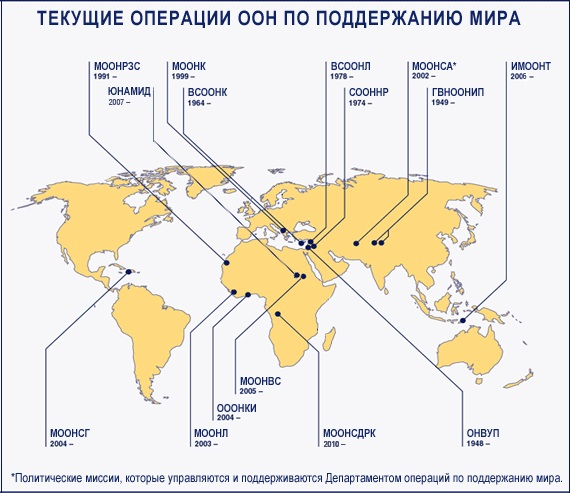 ТЕКУЩИЕ ОПЕРАЦИИ ООН ПО ПОДДЕРЖАНИЮ МИРА
МООНРЗС
1991 –
МООНК
1999 –
ВСООНЛ
1978 –
МООНСА*
2002 –
ИМООНТ
2005 –
ЮНАМИД
2007 –
ВСООНК
1964 –
СООННР
1974 –
ГВНООНИП
1949 –
МООНВС
2005 –
ОООНКИ
2004 –
МООНСГ
2004 –
МООНЛ
2003 –
МООНСДРК
2010 –
ОНВУП
1948 –
*Политические миссии, которые управляются и поддерживаются Департаментом операций по поддержанию мира.